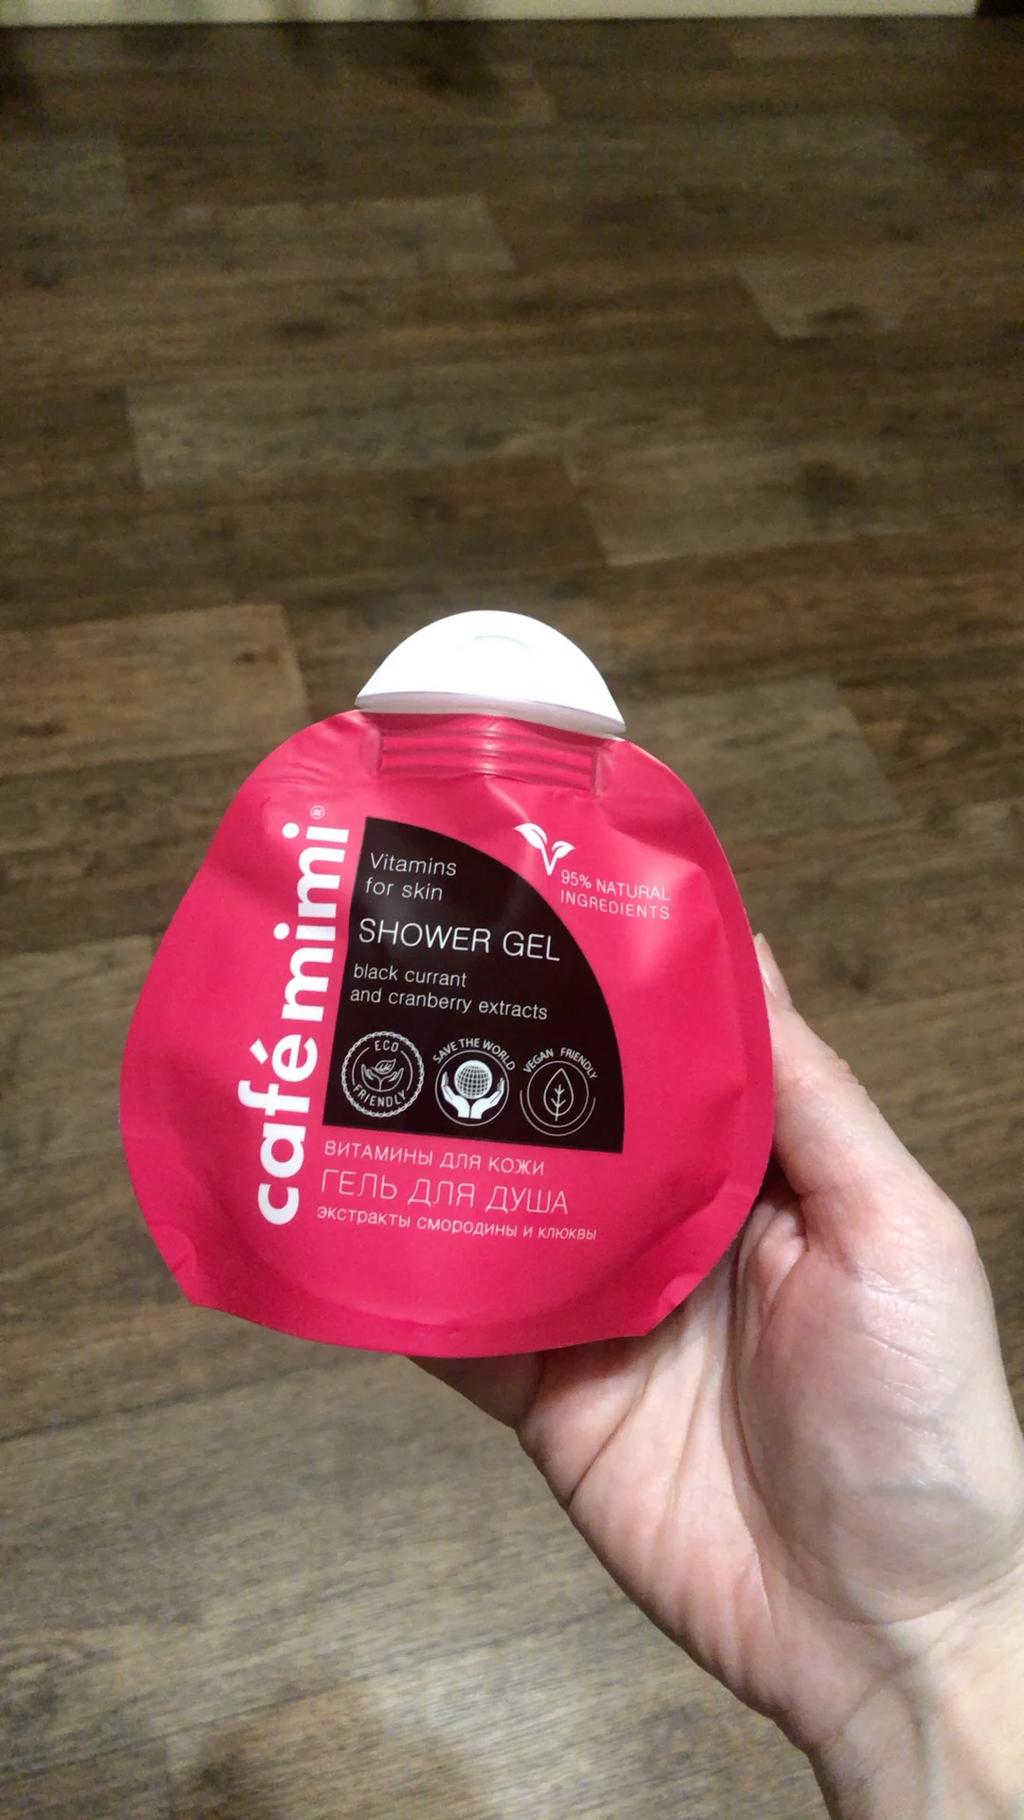 café mimi
Vitamins
for skin
SHOWER GEL
black currant
and cranberry extracts
95% NATURAL
INGREDIENTS
ECO
FRIENDLY
SAVE THE WORLD
VEGAN FRIENDLY
ВИТАМИНЫ ДЛЯ КОЖИ
ГЕЛЬ ДЛЯ ДУША
экстракты смородины и клюквы